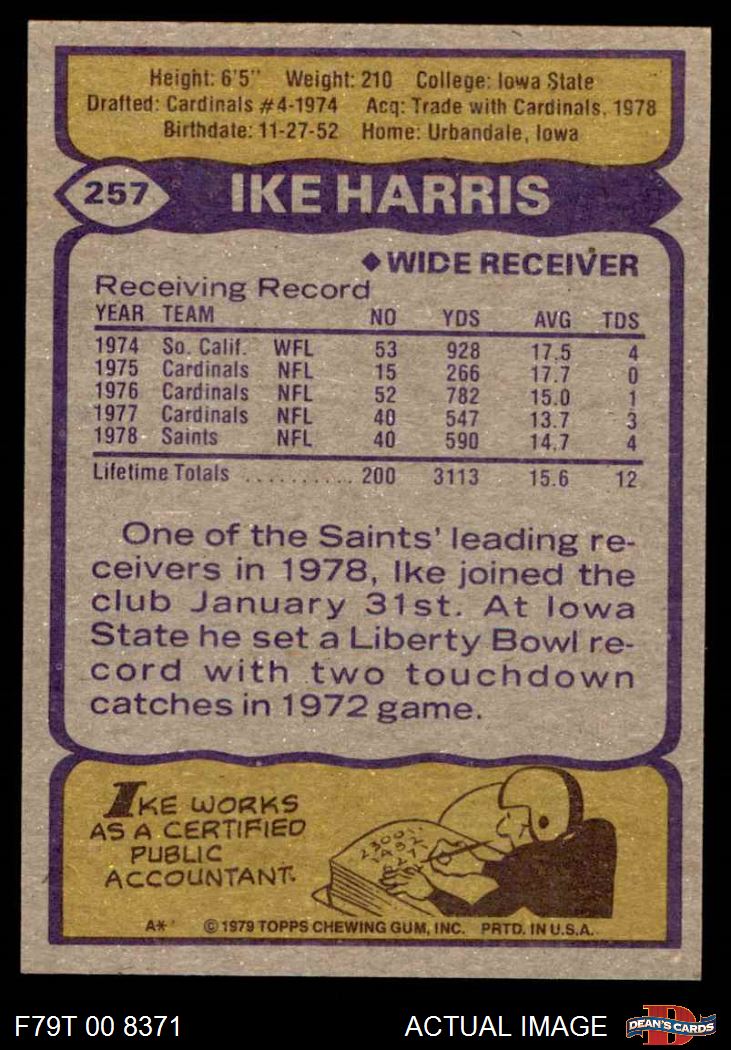 Height: 6'5" Weight: 210 College: Iowa State
Drafted: Cardinals #4-1974 Acq: Trade with Cardinals, 1978
Birthdate: 11-27-52 Home: Urbandale, Iowa
257 IKE HARRIS
◆WIDE RECEIVER
Receiving Record
YEAR TEAM NO YDS AVG TDS
1974 So. Calif. WFL 53 928 17.5 4
1975 Cardinals NFL 15 266 17.7 0
1976 Cardinals NFL 52 782 15.0 1
1977 Cardinals NFL 40 547 13.7 3
1978 Saints NFL 40 590 14.7 4
Lifetime Totals .......... 200 3113 15.6 12
One of the Saints' leading re-
ceivers in 1978, Ike joined the
club January 31st. At Iowa
State he set a Liberty Bowl re-
cord with two touchdown
catches in 1972 game.
IKE WORKS
AS A CERTIFIED
PUBLIC
ACCOUNTANT.
A* © 1979 TOPPS CHEWING GUM, INC. PRTD. IN U.S.A.
F79T 00 8371 ACTUAL IMAGE DEAN'S CARDS